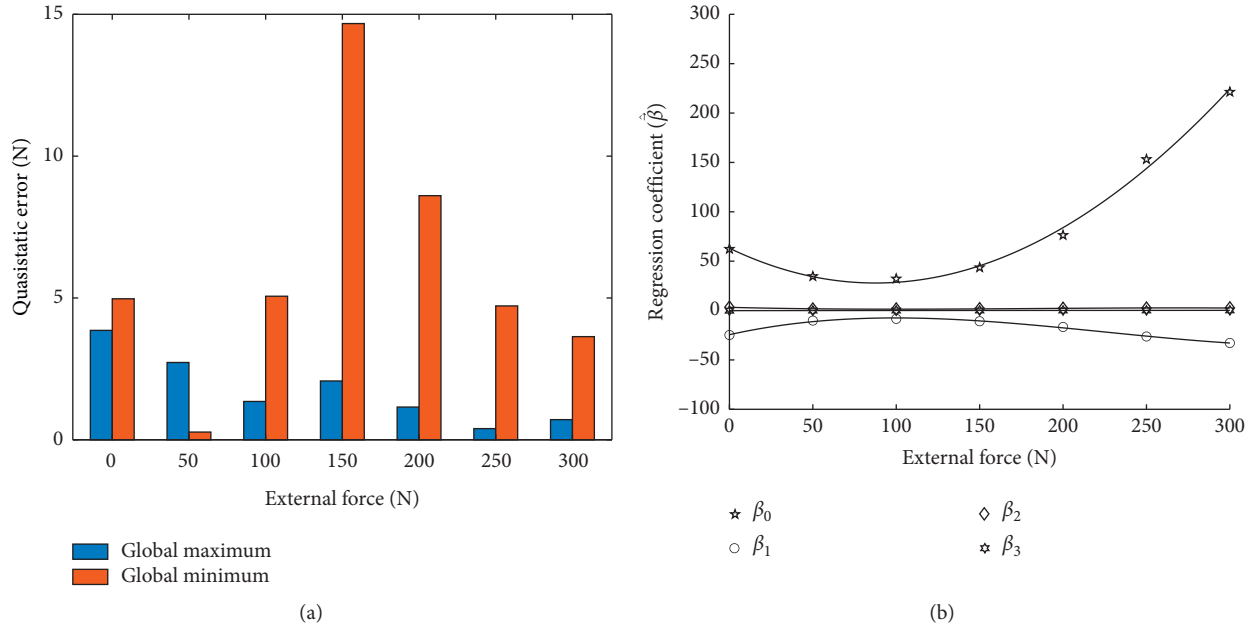 15
10
5
0
Quasistatic error (N)
0 50 100 150 200 250 300
External force (N)
Global maximum
Global minimum
(a)
300
250
200
150
100
50
0
−50
−100
Regression coefficient (β̂)
0 50 100 150 200 250 300
External force (N)
β0 β2
β1 β3
(b)